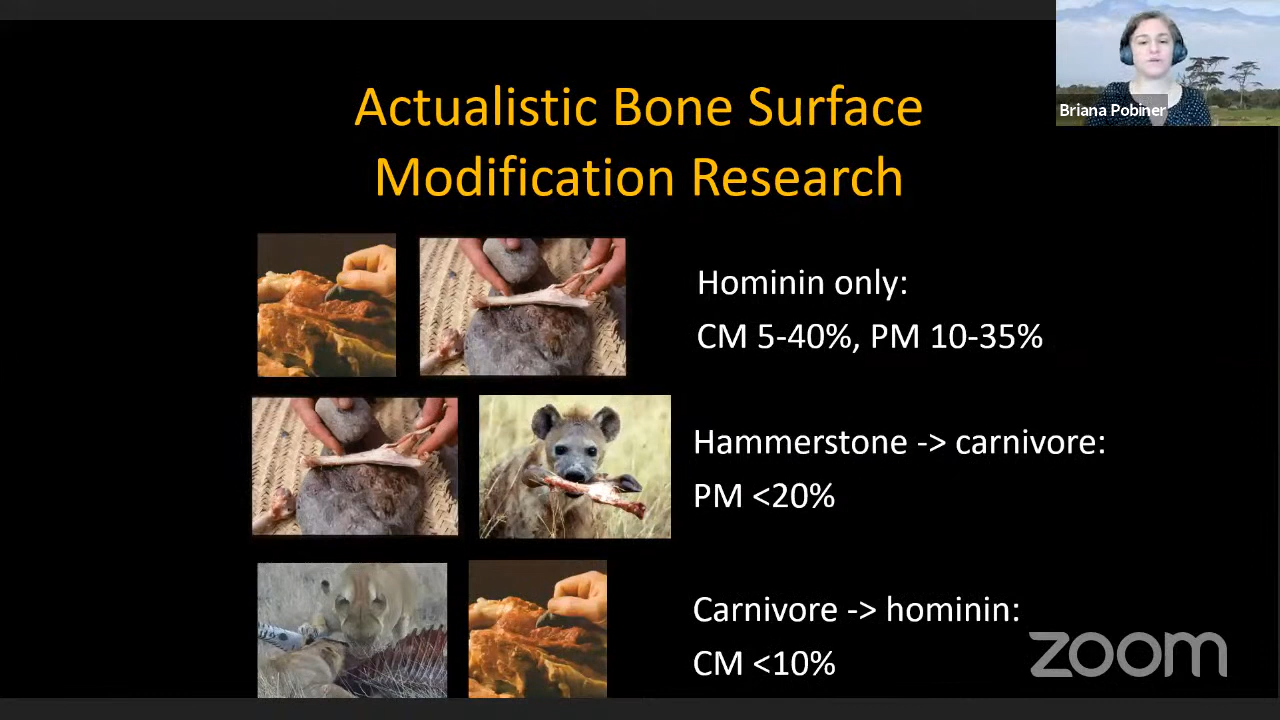 Actualistic Bone Surface
Modification Research
Briana Pobiner
Hominin only:
CM 5-40%, PM 10-35%
Hammerstone -> carnivore:
PM <20%
Carnivore -> hominin:
CM <10%
zoom